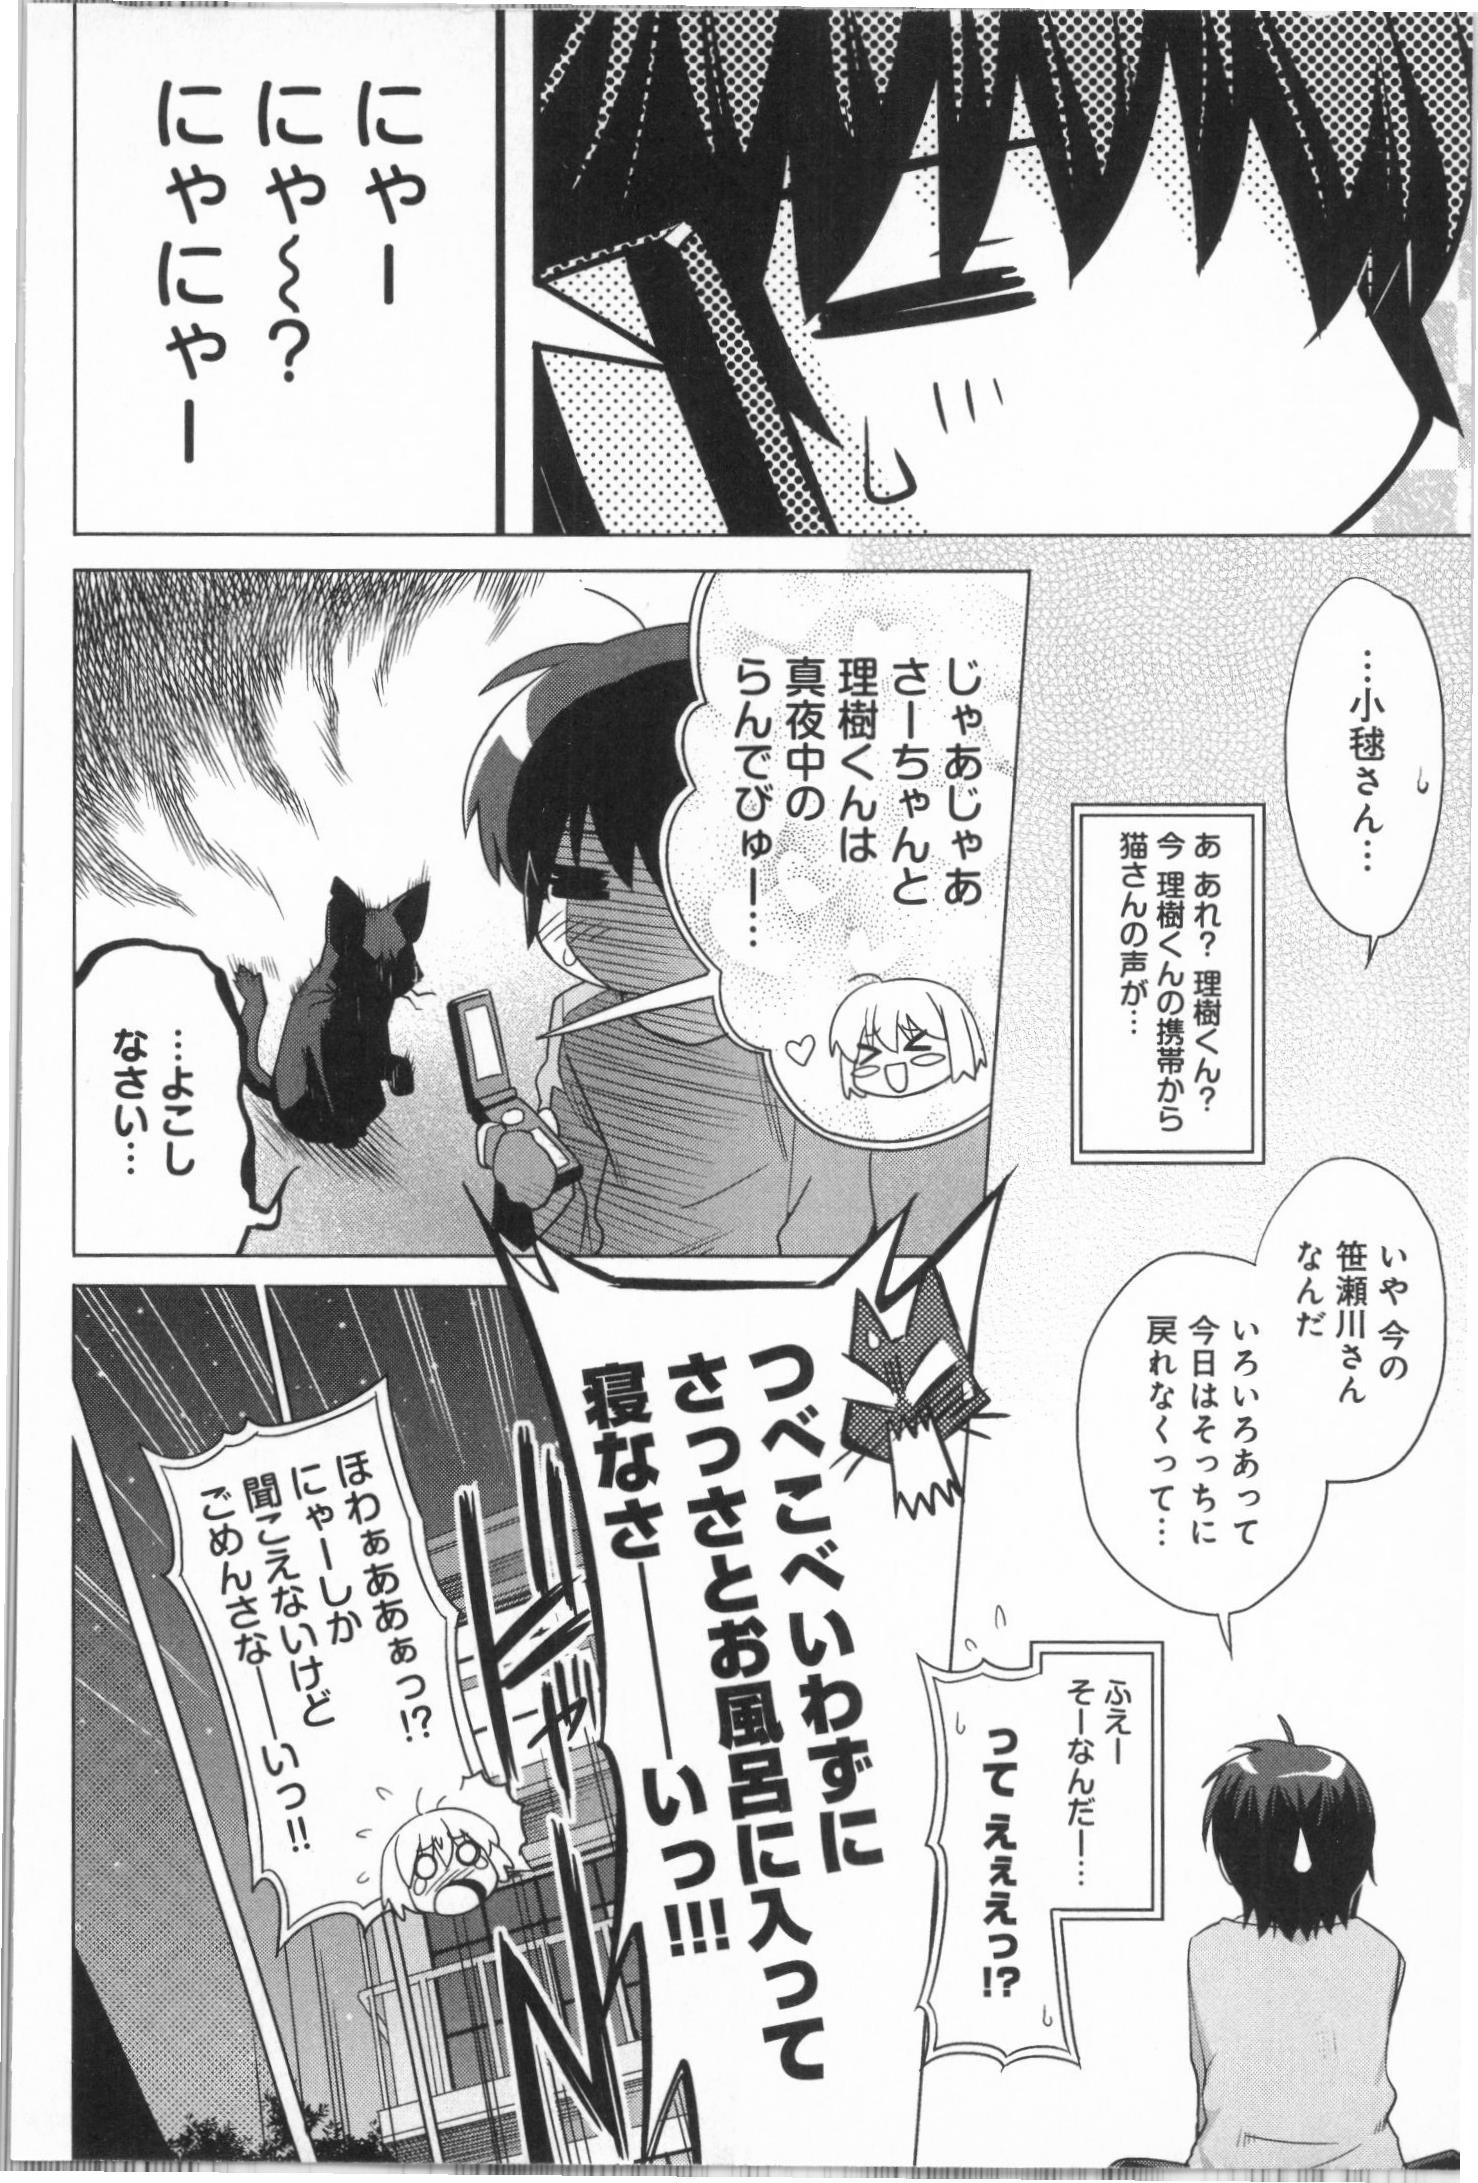 にゃー
にゃ～？
にゃにゃー
…小毬さん…
あ あれ？ 理樹くん？
今 理樹くんの携帯から
猫さんの声が…
いや 今の
笹瀬川さん
なんだ
いろいろあって
今日はそっちに
戻れなくって…
ふえー
そーなんだー…
って えぇえっ!?
じゃあじゃあ
さーちゃんと
理樹くんは
真夜中の
らんでびゅー…
…よこし
なさい…
つべこべいわずに
さっさとお風呂に入って
寝なさ――いっ!!!
ほわぁああぁっ!?
にゃーしか
聞こえないけど
ごめんさな――いっ!!